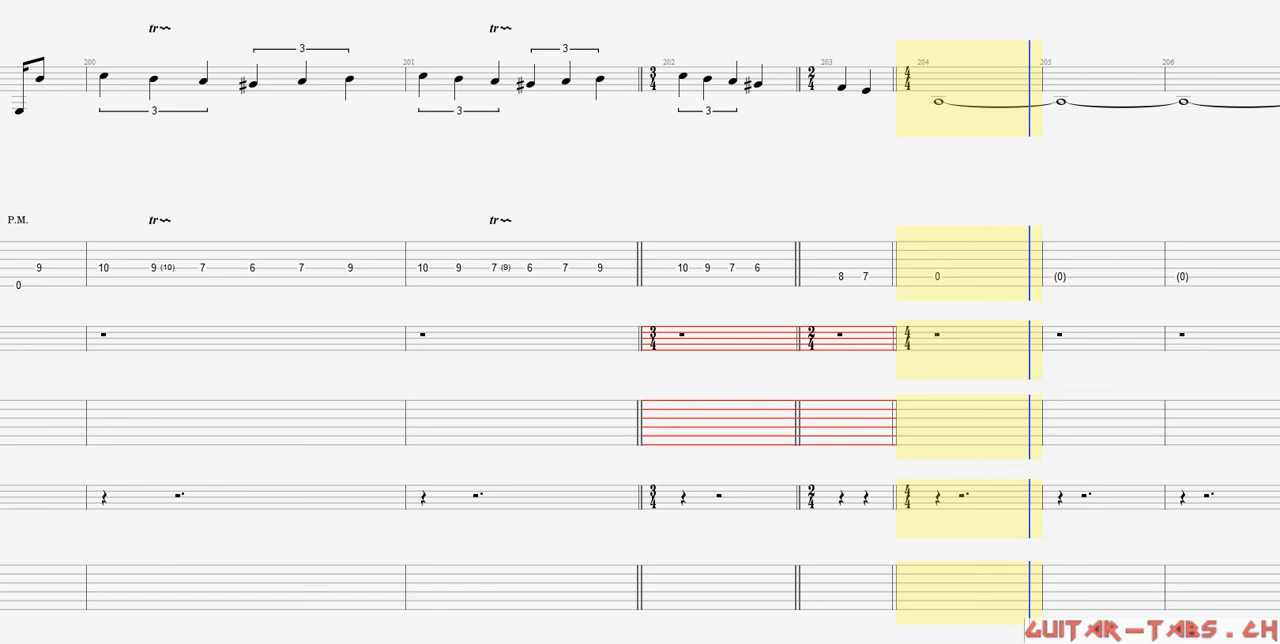 tr tr
3 3
200 201 202 203 204 205 206
3 4 2 4 4 4
3 3 3
P.M. tr tr
10 9 (10) 7 6 7 9 10 9 7 (9) 6 7 9 10 9 7 6
9
8 7 0 (0) (0)
0
3 4 2 4 4 4
3 4 2 4 4 4
GUITAR-TABS.CH